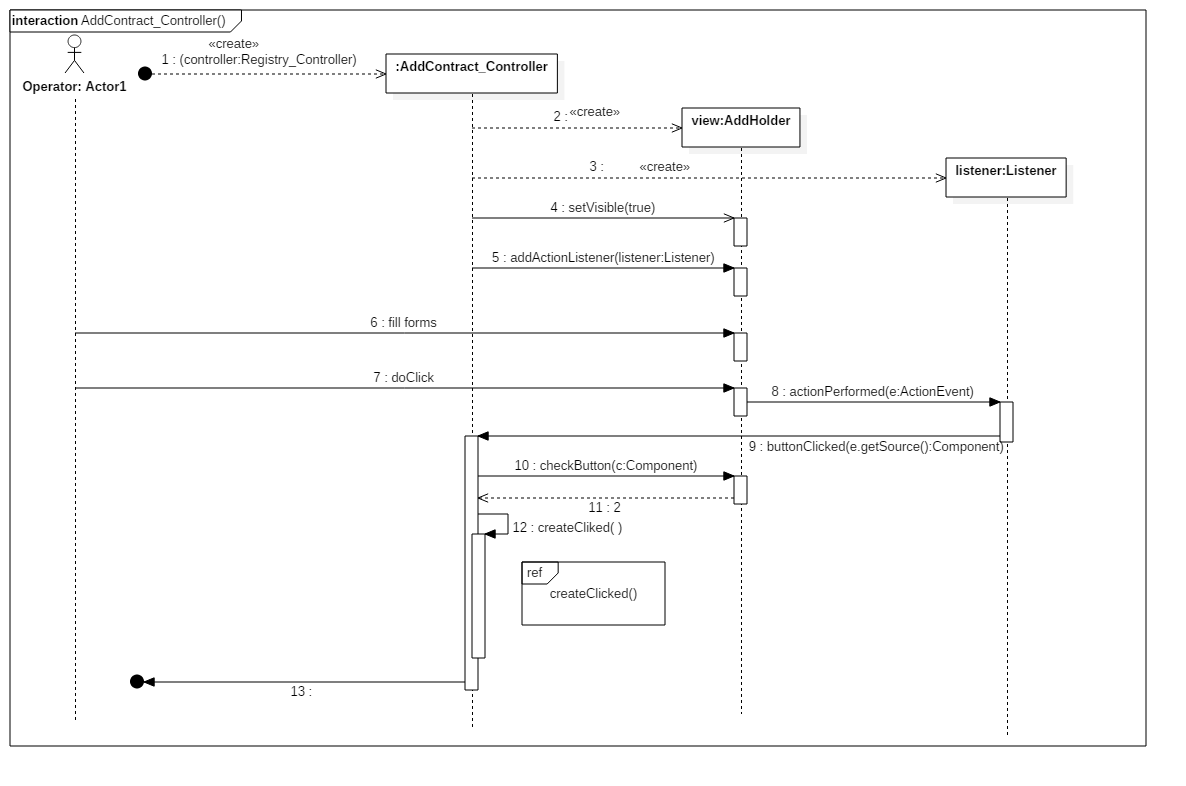 interaction AddContract_Controller()
«create»
1 : (controller:Registry_Controller)
:AddContract_Controller
Operator: Actor1
2 : «create»
view:AddHolder
3 : «create»
listener:Listener
4 : setVisible(true)
5 : addActionListener(listener:Listener)
6 : fill forms
7 : doClick
8 : actionPerformed(e:ActionEvent)
9 : buttonClicked(e.getSource():Component)
10 : checkButton(c:Component)
11 : 2
12 : createCliked( )
ref
createClicked()
13 :